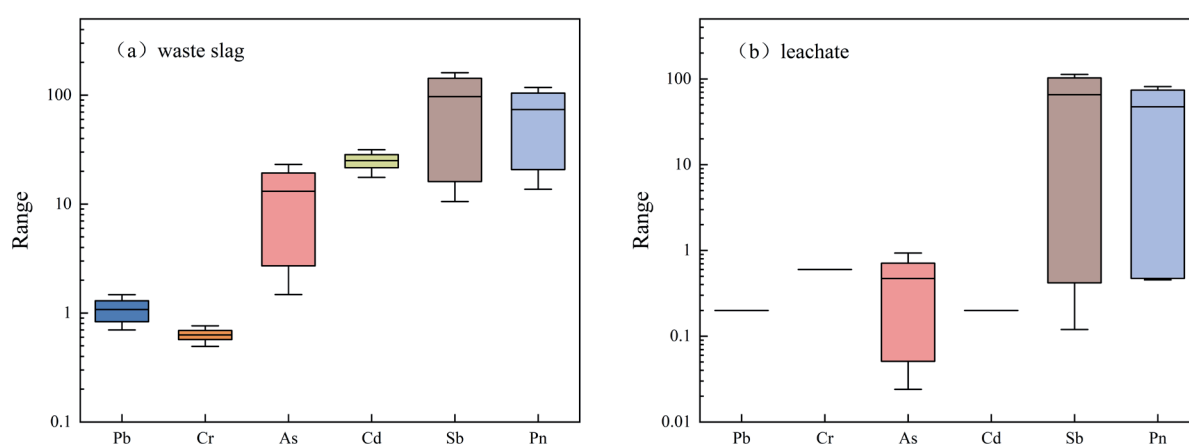 （a）waste slag
Range
100
10
1
0.1
Pb Cr As Cd Sb Pn
（b）leachate
Range
100
10
1
0.1
0.01
Pb Cr As Cd Sb Pn